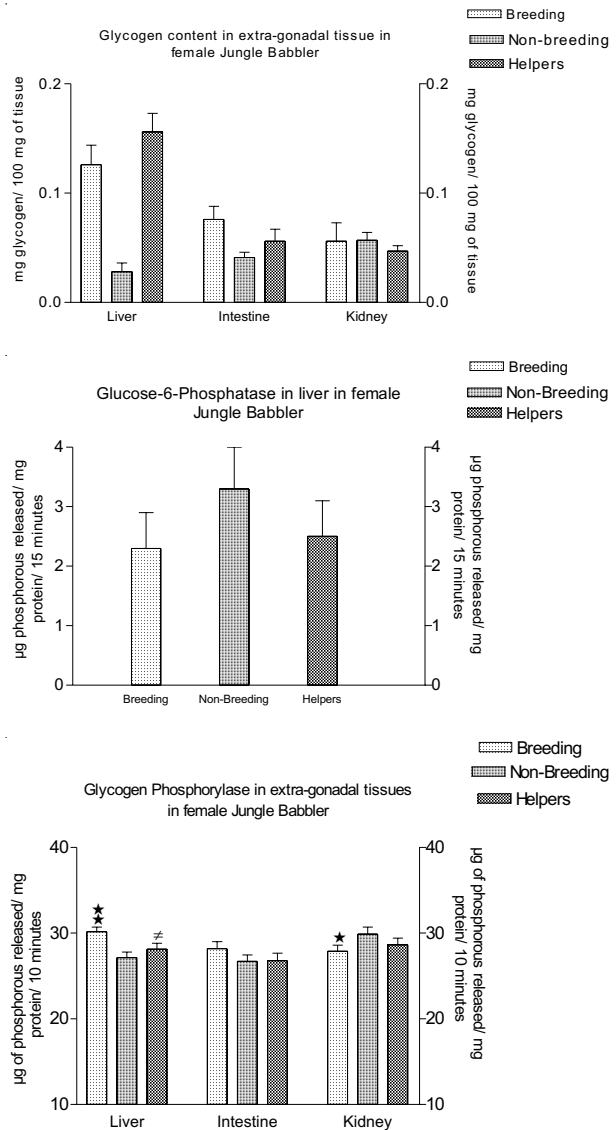 Glycogen content in extra-gonadal tissue in
female Jungle Babbler
Breeding
Non-breeding
Helpers
mg glycogen/ 100 mg of tissue
0.2
0.1
0.0
0.2
0.1
0.0
mg glycogen/ 100 mg of tissue
Liver
Intestine
Kidney
Glucose-6-Phosphatase in liver in female
Jungle Babbler
Breeding
Non-Breeding
Helpers
µg phosphorous released/ mg
protein/ 15 minutes
4
3
2
1
0
4
3
2
1
0
µg phosphorous released/ mg
protein/ 15 minutes
Breeding
Non-Breeding
Helpers
Glycogen Phosphorylase in extra-gonadal tissues
in female Jungle Babbler
Breeding
Non-Breeding
Helpers
µg of phosphorous released/ mg
protein/ 10 minutes
40
30
20
10
★
★
≠
★
40
30
20
10
µg of phosphorous released/ mg
protein/ 10 minutes
Liver
Intestine
Kidney